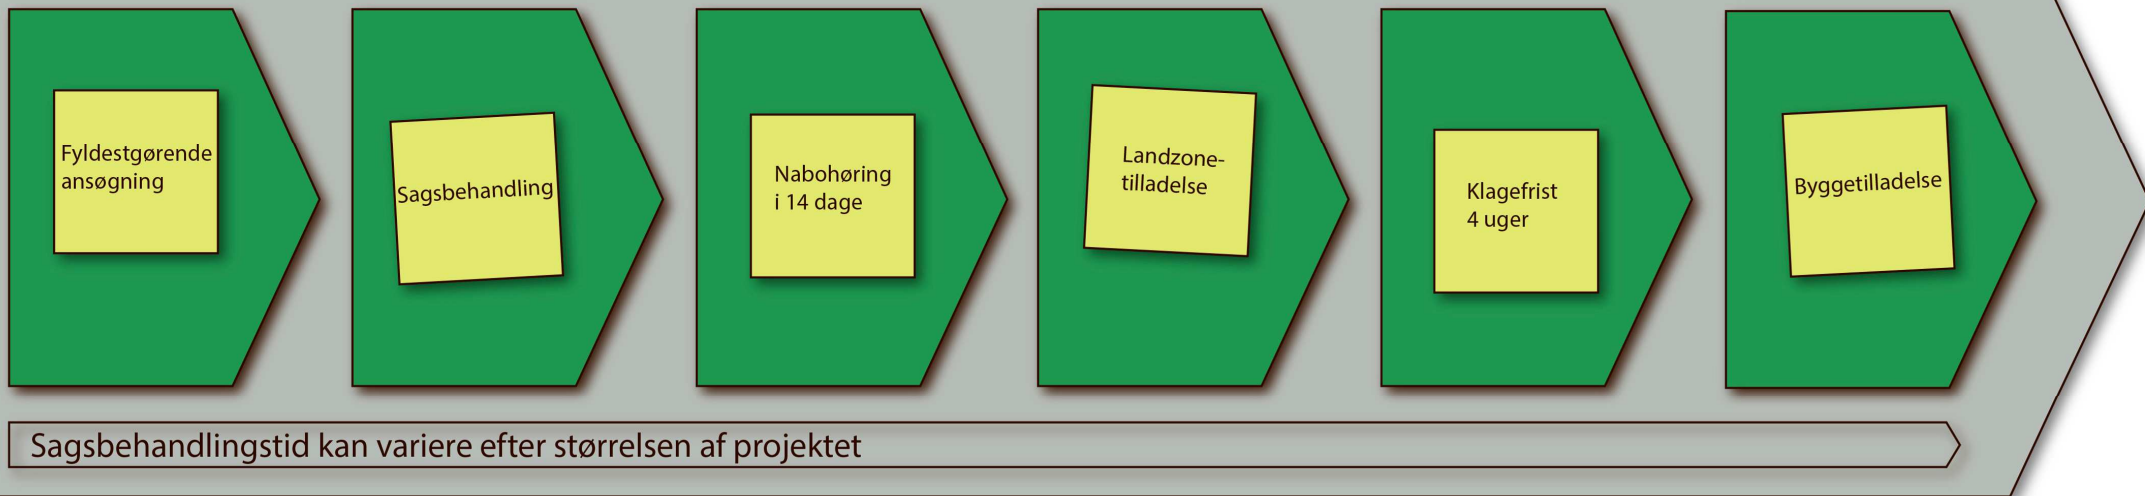 Fyldestgørende
ansøgning
Sagsbehandling
Nabohøring
i 14 dage
Landzone-
tilladelse
Klagefrist
4 uger
Byggetilladelse
Sagsbehandlingstid kan variere efter størrelsen af projektet